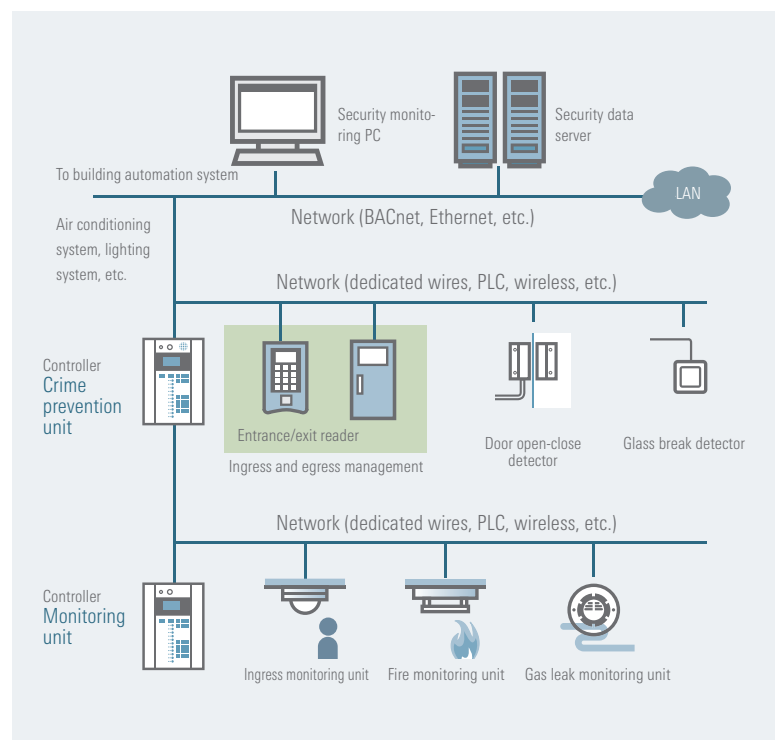 Security monito-
ring PC
Security data
server
To building automation system
LAN
Network (BACnet, Ethernet, etc.)
Air conditioning
system, lighting
system, etc.
Network (dedicated wires, PLC, wireless, etc.)
Controller
Crime
prevention
unit
Entrance/exit reader
Ingress and egress management
Door open-close
detector
Glass break detector
Network (dedicated wires, PLC, wireless, etc.)
Controller
Monitoring
unit
Ingress monitoring unit
Fire monitoring unit
Gas leak monitoring unit